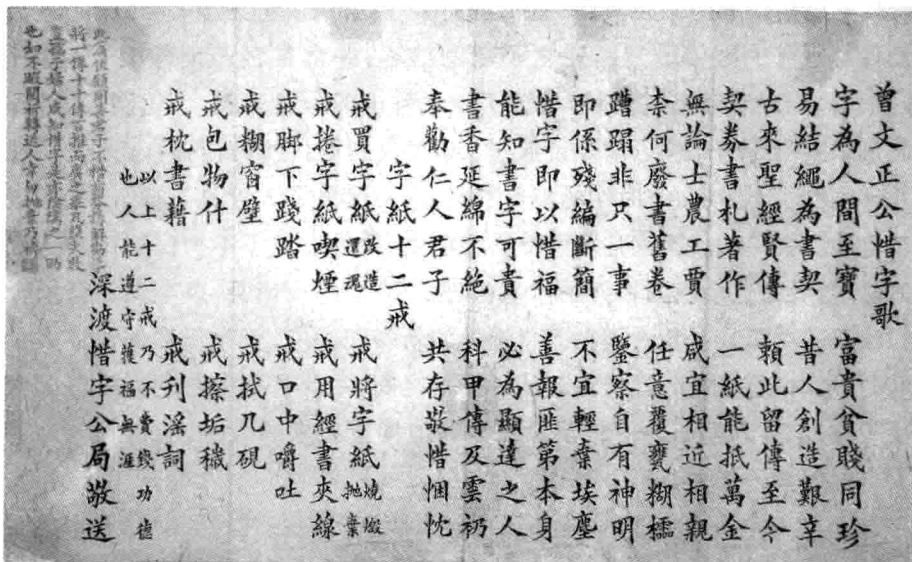 曾文正公惜字歌
字為人間至寶 富貴貧賤同珍
易結繩為書契 昔人創造艱辛
古來聖經賢傳 賴此留傳至今
契券書札著作 一紙能抵萬金
無論士農工賈 咸宜相近相親
柰何廢書舊卷 任意覆甕糊檽
蹧蹋非只一事 鑒察自有神明
即係殘編斷簡 不宜輕棄埃塵
惜字即以惜福 善報匪第本身
能知書字可貴 必為顯達之人
書香延綿不絕 科甲傳及雲礽
奉勸仁人君子 共存敬惜悃忱
字紙十二戒
戒買字紙改造還魂 戒將字紙燒燬拋棄
戒捲字紙喫煙 戒用經書夾線
戒脚下踐踏 戒口中嚼吐
戒糊窗壁 戒拭几硯
戒包物什 戒擦垢穢
戒枕書籍 戒刊淫詞
以上十二戒乃不費錢功德
也人能遵守獲福無涯
深渡惜字公局敬送